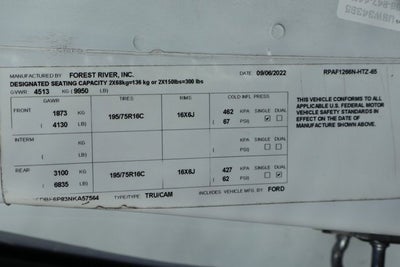 MANUFACTURED BY: FOREST RIVER, INC. DATE 09/06/2022 RPAF1266N-HTZ-65
DESIGNATED SEATING CAPACITY 2X68kg=136 kg or 2X150lbs=300 lbs
GVWR: 4513 KG (9950 LB)
GAWR TIRES RIMS COLD INFL. PRESS
FRONT 1873 KG 195/75R16C 16X6J 462 KPA SINGLE DUAL
( 4130 LB) ( 67 PSI)
INTERM KG KPA SINGLE DUAL
( LB) ( PSI)
REAR 3100 KG 195/75R16C 16X6J 427 KPA SINGLE DUAL
( 6835 LB) ( 62 PSI)
THIS VEHICLE CONFORMS TO ALL
APPLICABLE U.S. FEDERAL MOTOR
VEHICLE SAFETY STANDARDS IN
EFFECT ON THE DATE OF
MANUFACTURE SHOWN ABOVE.
TYPE/TYPE: TRU/CAM INCLUDES VEHICLE MFG. BY: FORD